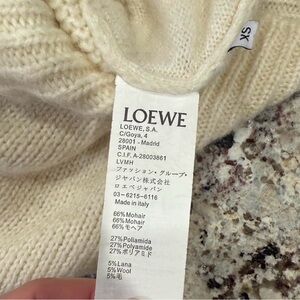 SK
LOEWE
LOEWE, S.A.
C/Goya, 4
28001 - Madrid
SPAIN
C.I.F. A-28003861
LVMH
ファッション・グループ・
ジャパン株式会社
ロエベジャパン
03-6215-6116
Made in italy
66% Mohair
66% Mohair
66% モヘア
27% Poliamida
27% Polyamide
27% ポリアミド
5% Lana
5% Wool
5% 毛